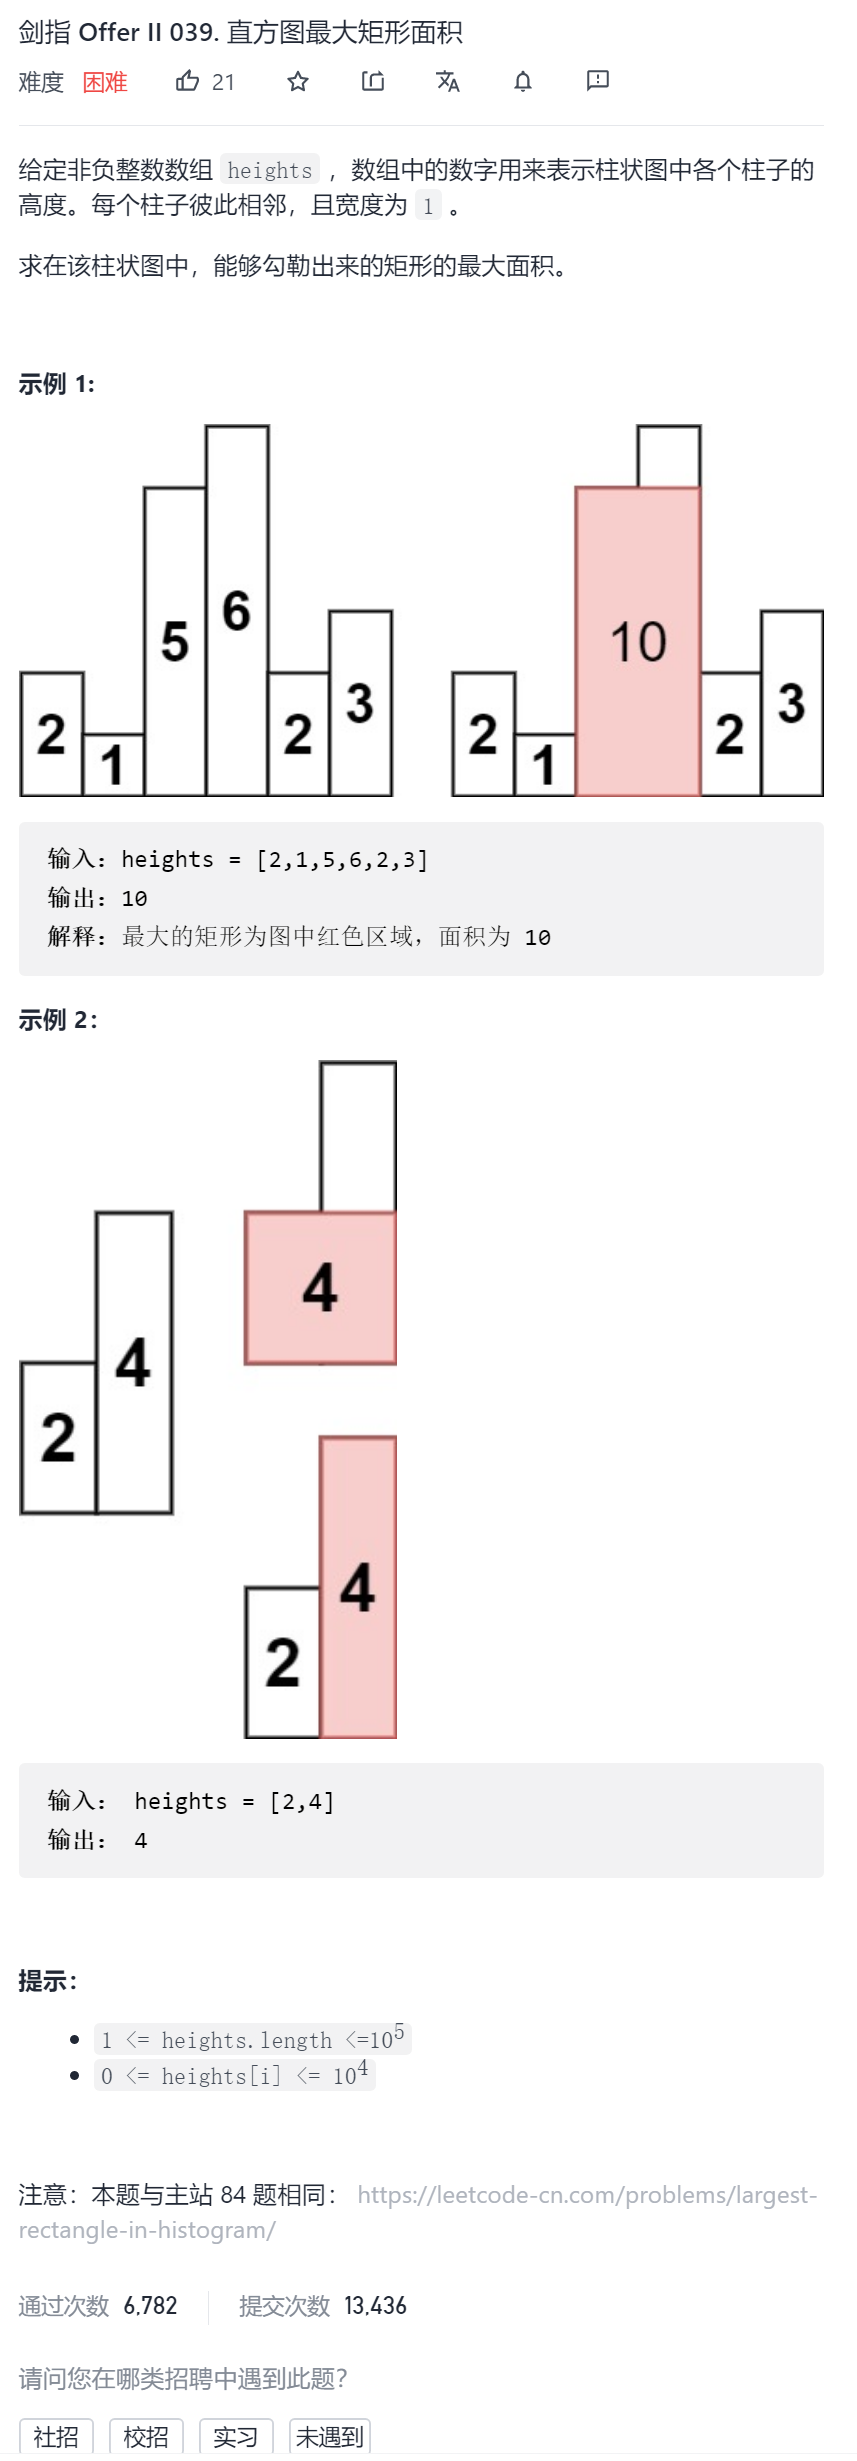 剑指 Offer II 039. 直方图最大矩形面积
难度 困难 21
给定非负整数数组 heights ，数组中的数字用来表示柱状图中各个柱子的
高度。每个柱子彼此相邻，且宽度为 1 。
求在该柱状图中，能够勾勒出来的矩形的最大面积。
示例 1:
2 1 5 6 2 3
2 1 10 2 3
输入：heights = [2,1,5,6,2,3]
输出：10
解释：最大的矩形为图中红色区域，面积为 10
示例 2：
4
2 4
2 4
输入： heights = [2,4]
输出： 4
提示：
1 <= heights.length <=10^5
0 <= heights[i] <= 10^4
注意：本题与主站 84 题相同： https://leetcode-cn.com/problems/largest-
rectangle-in-histogram/
通过次数 6,782 提交次数 13,436
请问您在哪类招聘中遇到此题？
社招 校招 实习 未遇到